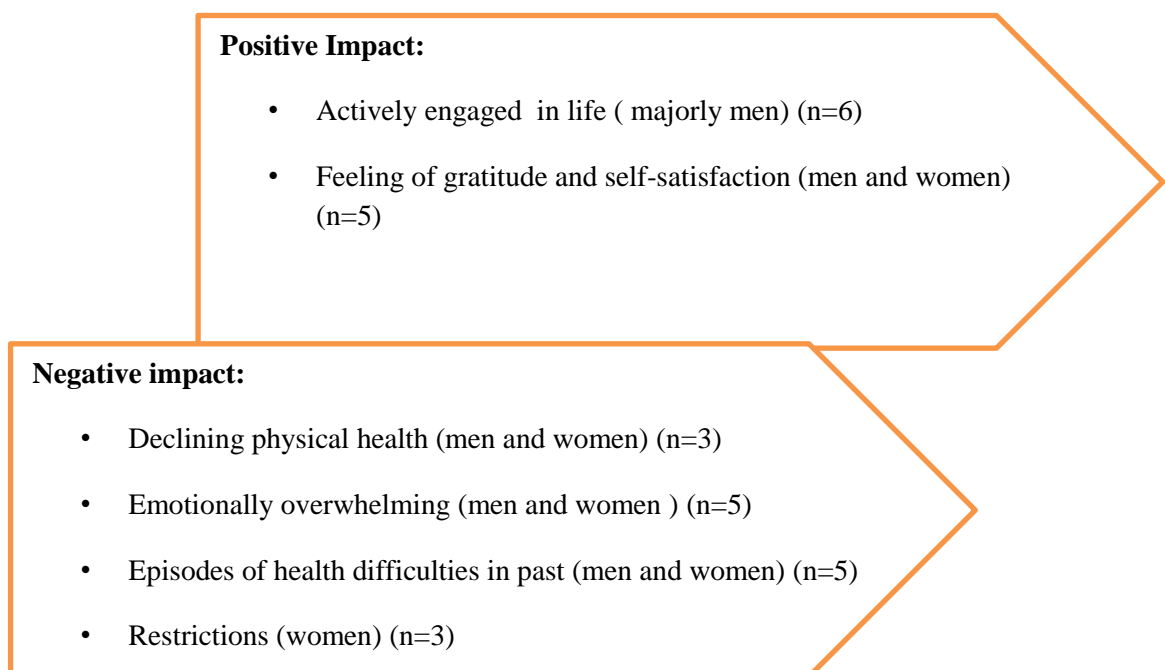 Positive Impact:
• Actively engaged in life ( majorly men) (n=6)
• Feeling of gratitude and self-satisfaction (men and women)
(n=5)
Negative impact:
• Declining physical health (men and women) (n=3)
• Emotionally overwhelming (men and women ) (n=5)
• Episodes of health difficulties in past (men and women) (n=5)
• Restrictions (women) (n=3)